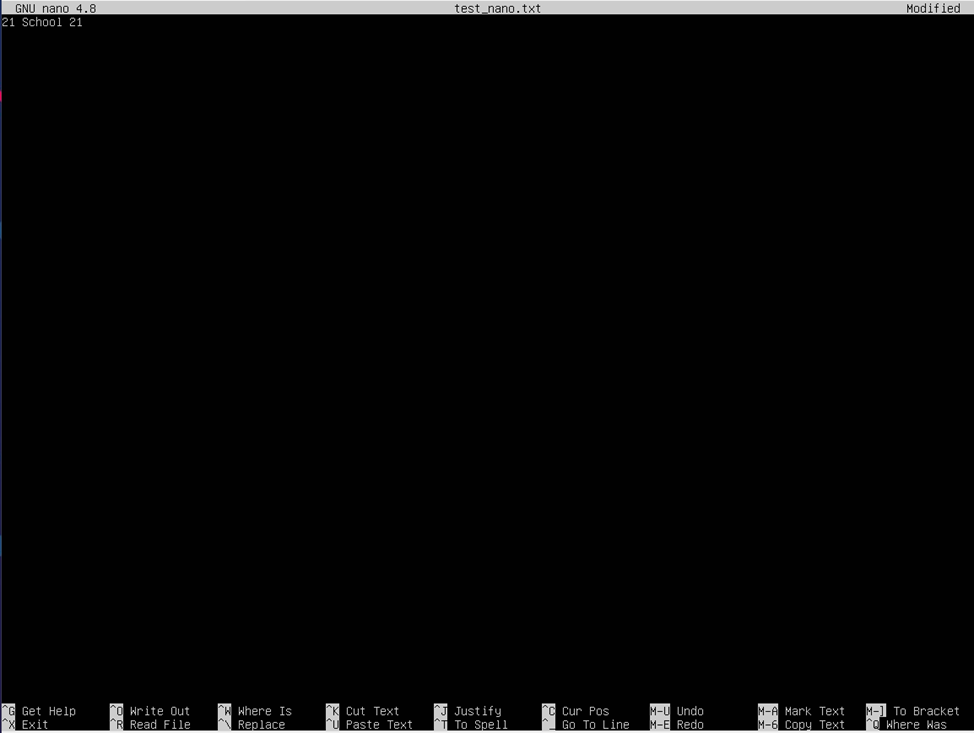 GNU nano 4.8 test_nano.txt Modified
21 School 21
^G Get Help ^O Write Out ^W Where Is ^K Cut Text ^J Justify ^C Cur Pos M-U Undo M-A Mark Text M-] To Bracket
^X Exit ^R Read File ^\ Replace ^U Paste Text ^T To Spell ^_ Go To Line M-E Redo M-6 Copy Text ^Q Where Was